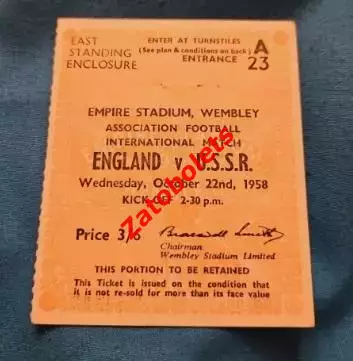 EAST
STANDING
ENCLOSURE
ENTER AT TURNSTILES
(See plan & conditions on back)
ENTRANCE
A
23
EMPIRE STADIUM, WEMBLEY
ASSOCIATION FOOTBALL
INTERNATIONAL MATCH
ENGLAND v U.S.S.R.
Wednesday, October 22nd, 1958
KICK-OFF 2-30 p.m.
Price 3/6
Chairman
Wembley Stadium Limited
THIS PORTION TO BE RETAINED
This Ticket is issued on the condition that
it is not re-sold for more than its face value
Zatobolets